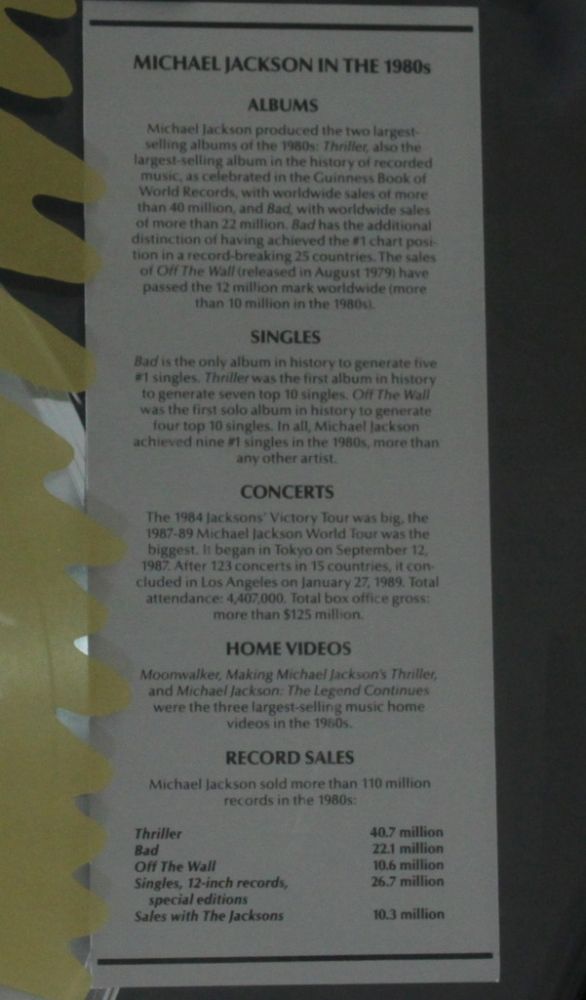 MICHAEL JACKSON IN THE 1980s
ALBUMS
Michael Jackson produced the two largest-
selling albums of the 1980s: Thriller, also the
largest-selling album in the history of recorded
music, as celebrated in the Guinness Book of
World Records, with worldwide sales of more
than 40 million, and Bad, with worldwide sales
of more than 22 million. Bad has the additional
distinction of having achieved the #1 chart posi-
tion in a record-breaking 25 countries. The sales
of Off The Wall (released in August 1979) have
passed the 12 million mark worldwide (more
than 10 million in the 1980s).
SINGLES
Bad is the only album in history to generate five
#1 singles. Thriller was the first album in history
to generate seven top 10 singles. Off The Wall
was the first solo album in history to generate
four top 10 singles. In all, Michael Jackson
achieved nine #1 singles in the 1980s, more than
any other artist.
CONCERTS
The 1984 Jacksons' Victory Tour was big, the
1987-89 Michael Jackson World Tour was the
biggest. It began in Tokyo on September 12,
1987. After 123 concerts in 15 countries, it con-
cluded in Los Angeles on January 27, 1989. Total
attendance: 4,407,000. Total box office gross:
more than $125 million.
HOME VIDEOS
Moonwalker, Making Michael Jackson's Thriller,
and Michael Jackson: The Legend Continues
were the three largest-selling music home
videos in the 1980s.
RECORD SALES
Michael Jackson sold more than 110 million
records in the 1980s:
Thriller 40.7 million
Bad 22.1 million
Off The Wall 10.6 million
Singles, 12-inch records, 26.7 million
special editions
Sales with The Jacksons 10.3 million